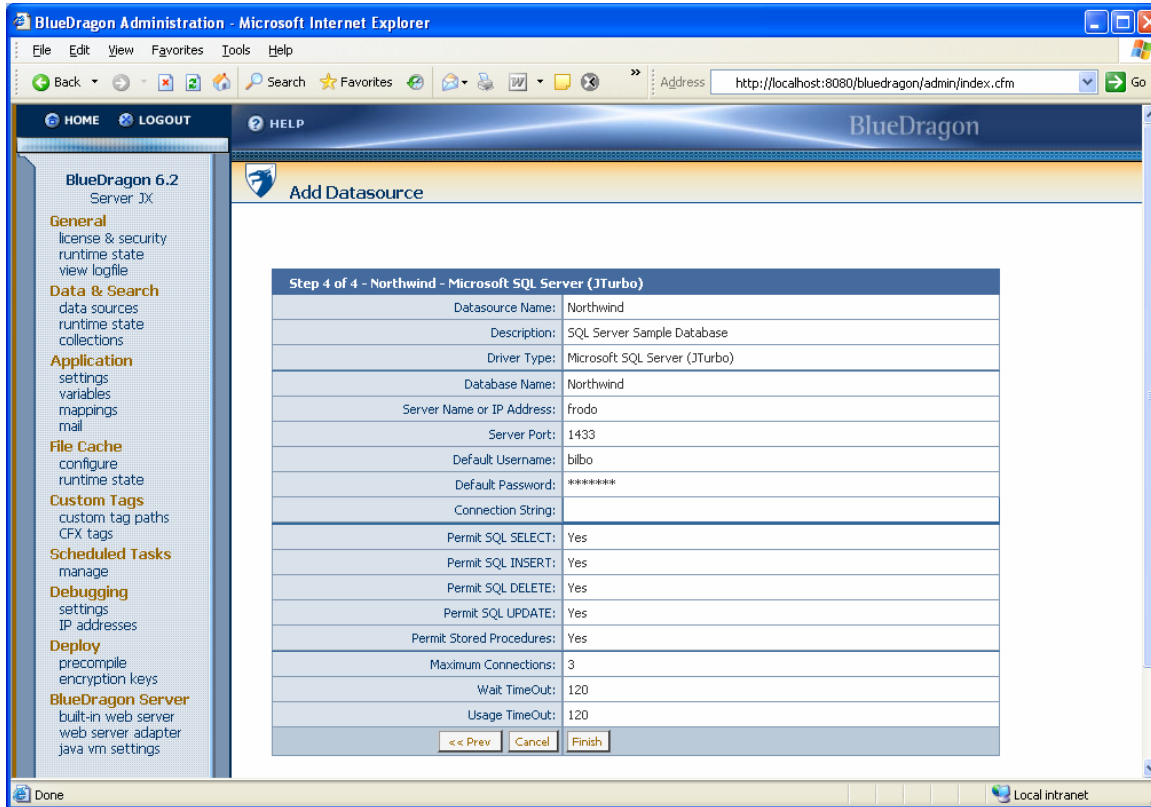 BlueDragon Administration - Microsoft Internet Explorer
File Edit View Favorites Tools Help
Back Search Favorites W » Address http://localhost:8080/bluedragon/admin/index.cfm Go
HOME LOGOUT HELP BlueDragon
BlueDragon 6.2
Server JX
General
license & security
runtime state
view logfile
Data & Search
data sources
runtime state
collections
Application
settings
variables
mappings
mail
File Cache
configure
runtime state
Custom Tags
custom tag paths
CFX tags
Scheduled Tasks
manage
Debugging
settings
IP addresses
Deploy
precompile
encryption keys
BlueDragon Server
built-in web server
web server adapter
java vm settings
Add Datasource
Step 4 of 4 - Northwind - Microsoft SQL Server (JTurbo)
Datasource Name: Northwind
Description: SQL Server Sample Database
Driver Type: Microsoft SQL Server (JTurbo)
Database Name: Northwind
Server Name or IP Address: frodo
Server Port: 1433
Default Username: bilbo
Default Password: *******
Connection String:
Permit SQL SELECT: Yes
Permit SQL INSERT: Yes
Permit SQL DELETE: Yes
Permit SQL UPDATE: Yes
Permit Stored Procedures: Yes
Maximum Connections: 3
Wait TimeOut: 120
Usage TimeOut: 120
<< Prev Cancel Finish
Done Local intranet